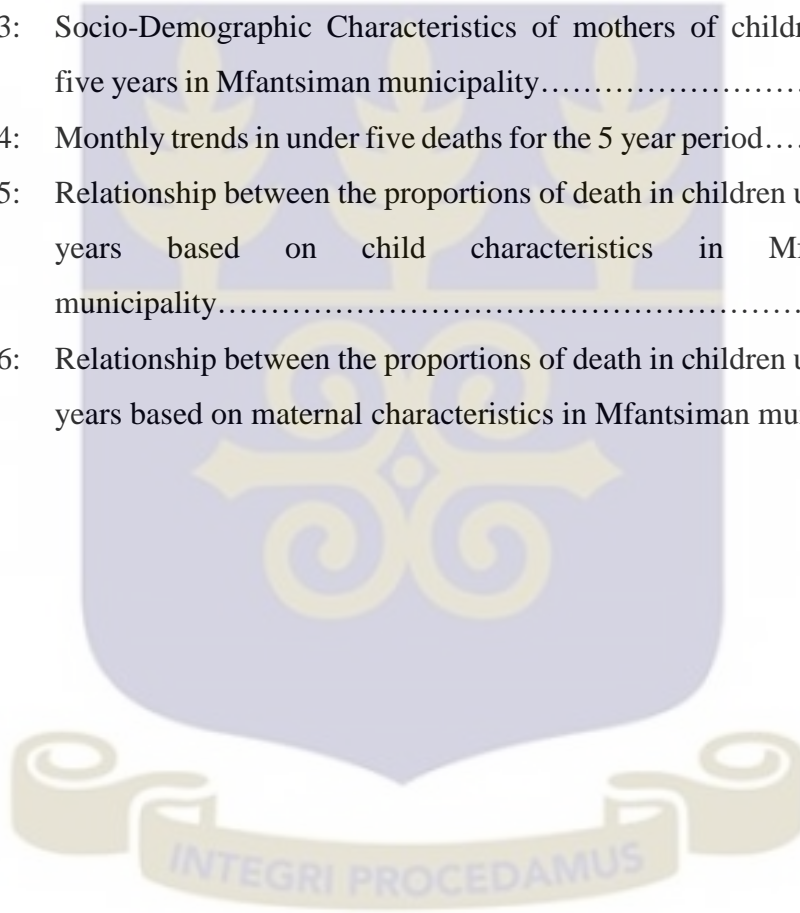 3: Socio-Demographic Characteristics of mothers of
five years in Mfantsiman municipality……………………
4: Monthly trends in under five deaths for the 5 year period….
5: Relationship between the proportions of death in children
years based on child characteristics in
municipality…………………………………………………
6: Relationship between the proportions of death in children
years based on maternal characteristics in Mfantsiman
INTEGRI PROCEDAMUS